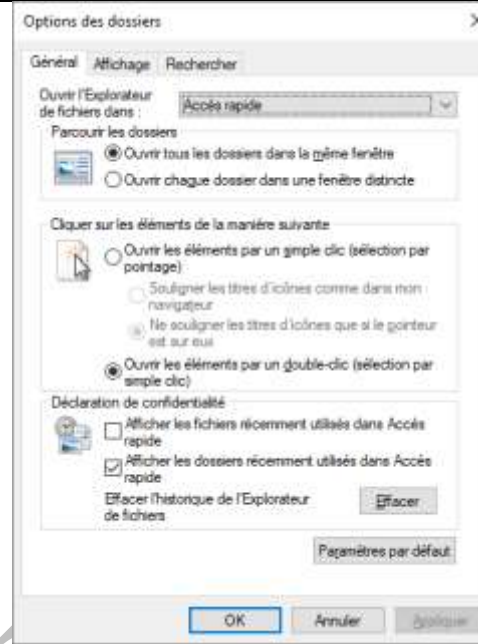 Options des dossiers
Général Affichage Rechercher
Ouvrir l'Explorateur
de fichiers dans :
Accès rapide
Parcourir les dossiers
Ouvrir tous les dossiers dans la même fenêtre
Ouvrir chaque dossier dans une fenêtre distincte
Cliquer sur les éléments de la manière suivante
Ouvrir les éléments par un simple clic (sélection par
pointage)
Souligner les titres d'icônes comme dans mon
navigateur
Ne souligner les titres d'icônes que si le pointeur
est sur eux
Ouvrir les éléments par un double-clic (sélection par
simple clic)
Déclaration de confidentialité
Afficher les fichiers récemment utilisés dans Accès
rapide
Afficher les dossiers récemment utilisés dans Accès
rapide
Effacer l'historique de l'Explorateur
de fichiers
Effacer
Paramètres par défaut
OK Annuler Appliquer